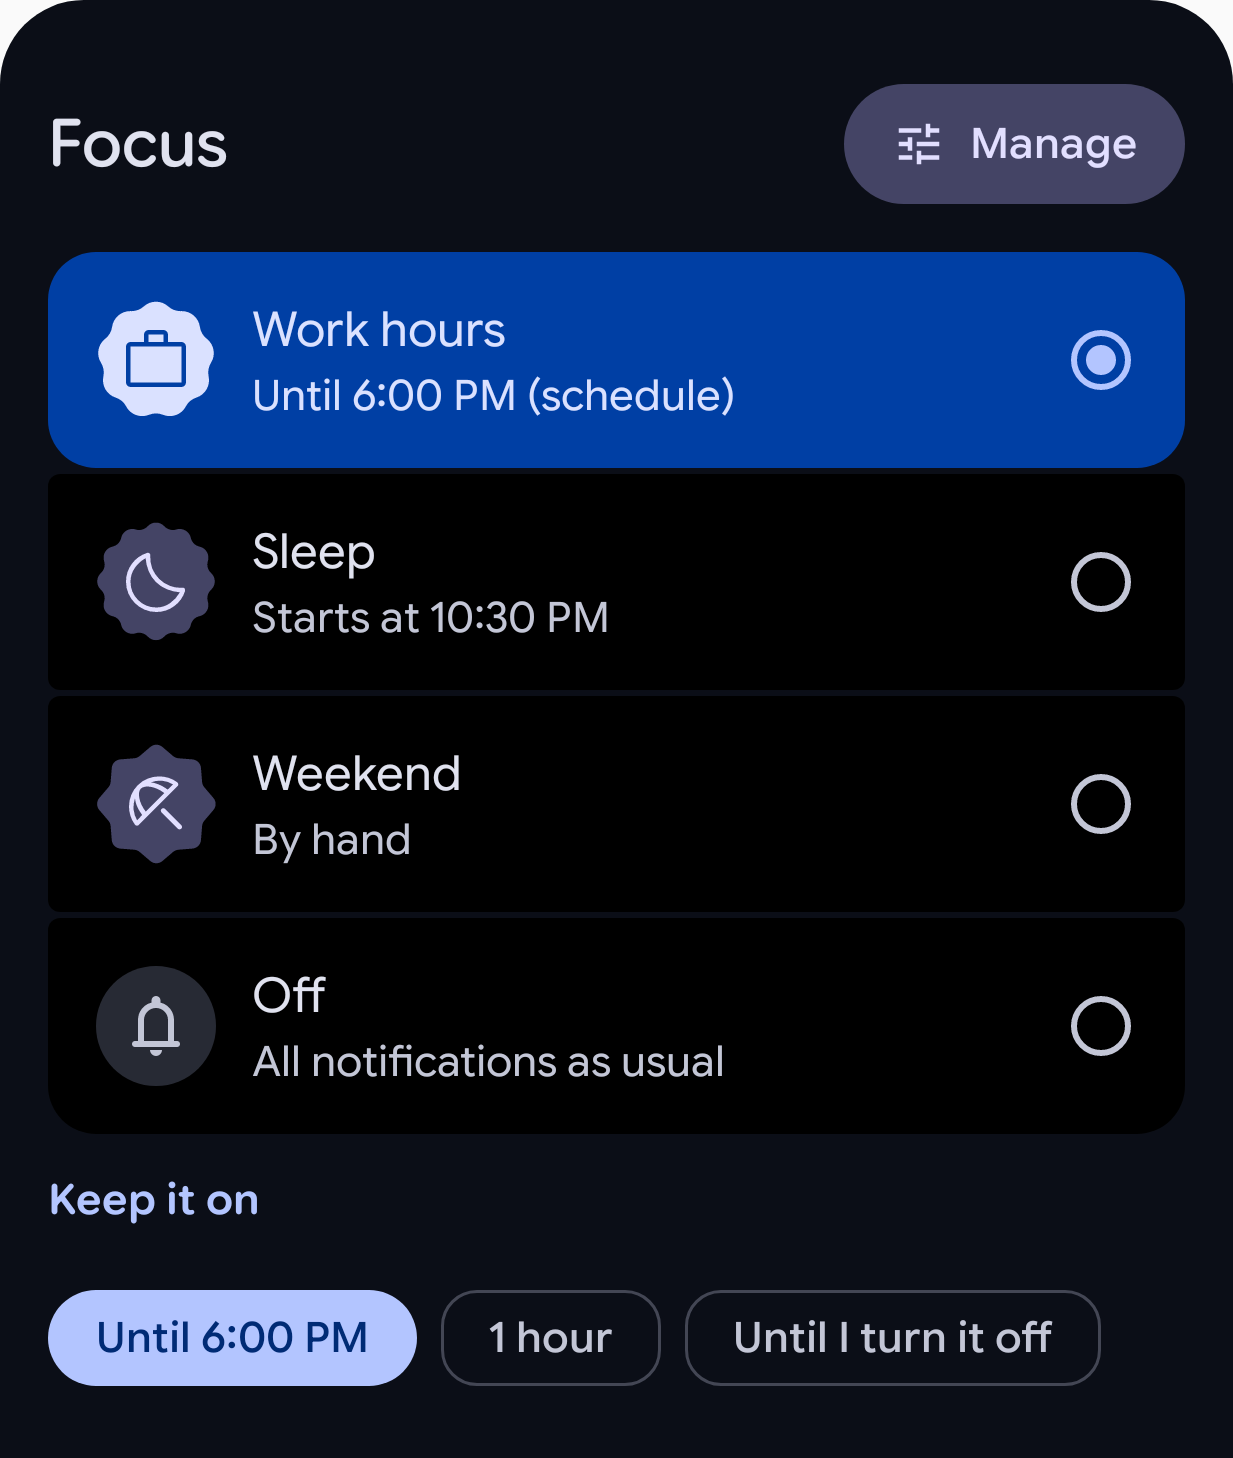 Focus
Manage
Work hours
Until 6:00 PM (schedule)
Sleep
Starts at 10:30 PM
Weekend
By hand
Off
All notifications as usual
Keep it on
Until 6:00 PM
1 hour
Until I turn it off